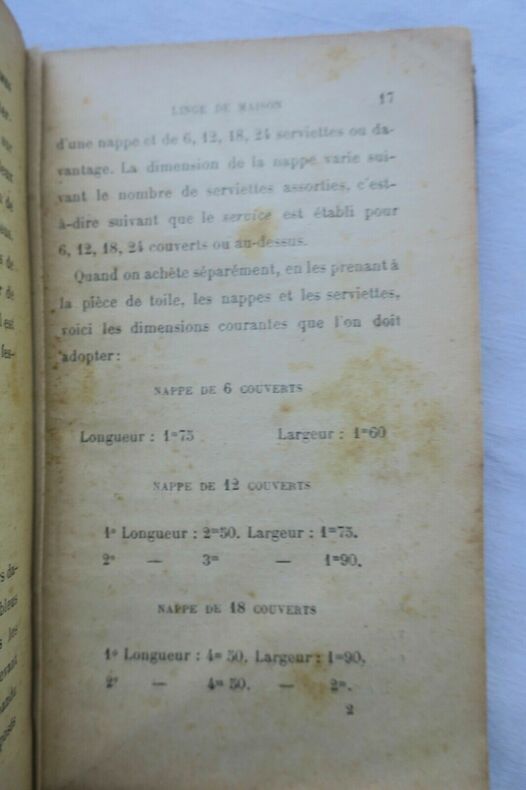 LINGE DE MAISON 17
d'une nappe et de 6, 12, 18, 24 serviettes ou da-
vantage. La dimension de la nappe varie sui-
vant le nombre de serviettes assorties, c'est-
à-dire suivant que le service est établi pour
6, 12, 18, 24 couverts ou au-dessus.
Quand on achète séparément, en les prenant à
la pièce de toile, les nappes et les serviettes,
voici les dimensions courantes que l'on doit
adopter :
NAPPE DE 6 COUVERTS
Longueur : 1m75 Largeur : 1m60
NAPPE DE 12 COUVERTS
1º Longueur : 2m50. Largeur : 1m75.
2º — 3m — 1m90.
NAPPE DE 18 COUVERTS
1º Longueur : 4m 50. Largeur : 1m90.
2º — 4m 50. — 2m.
2